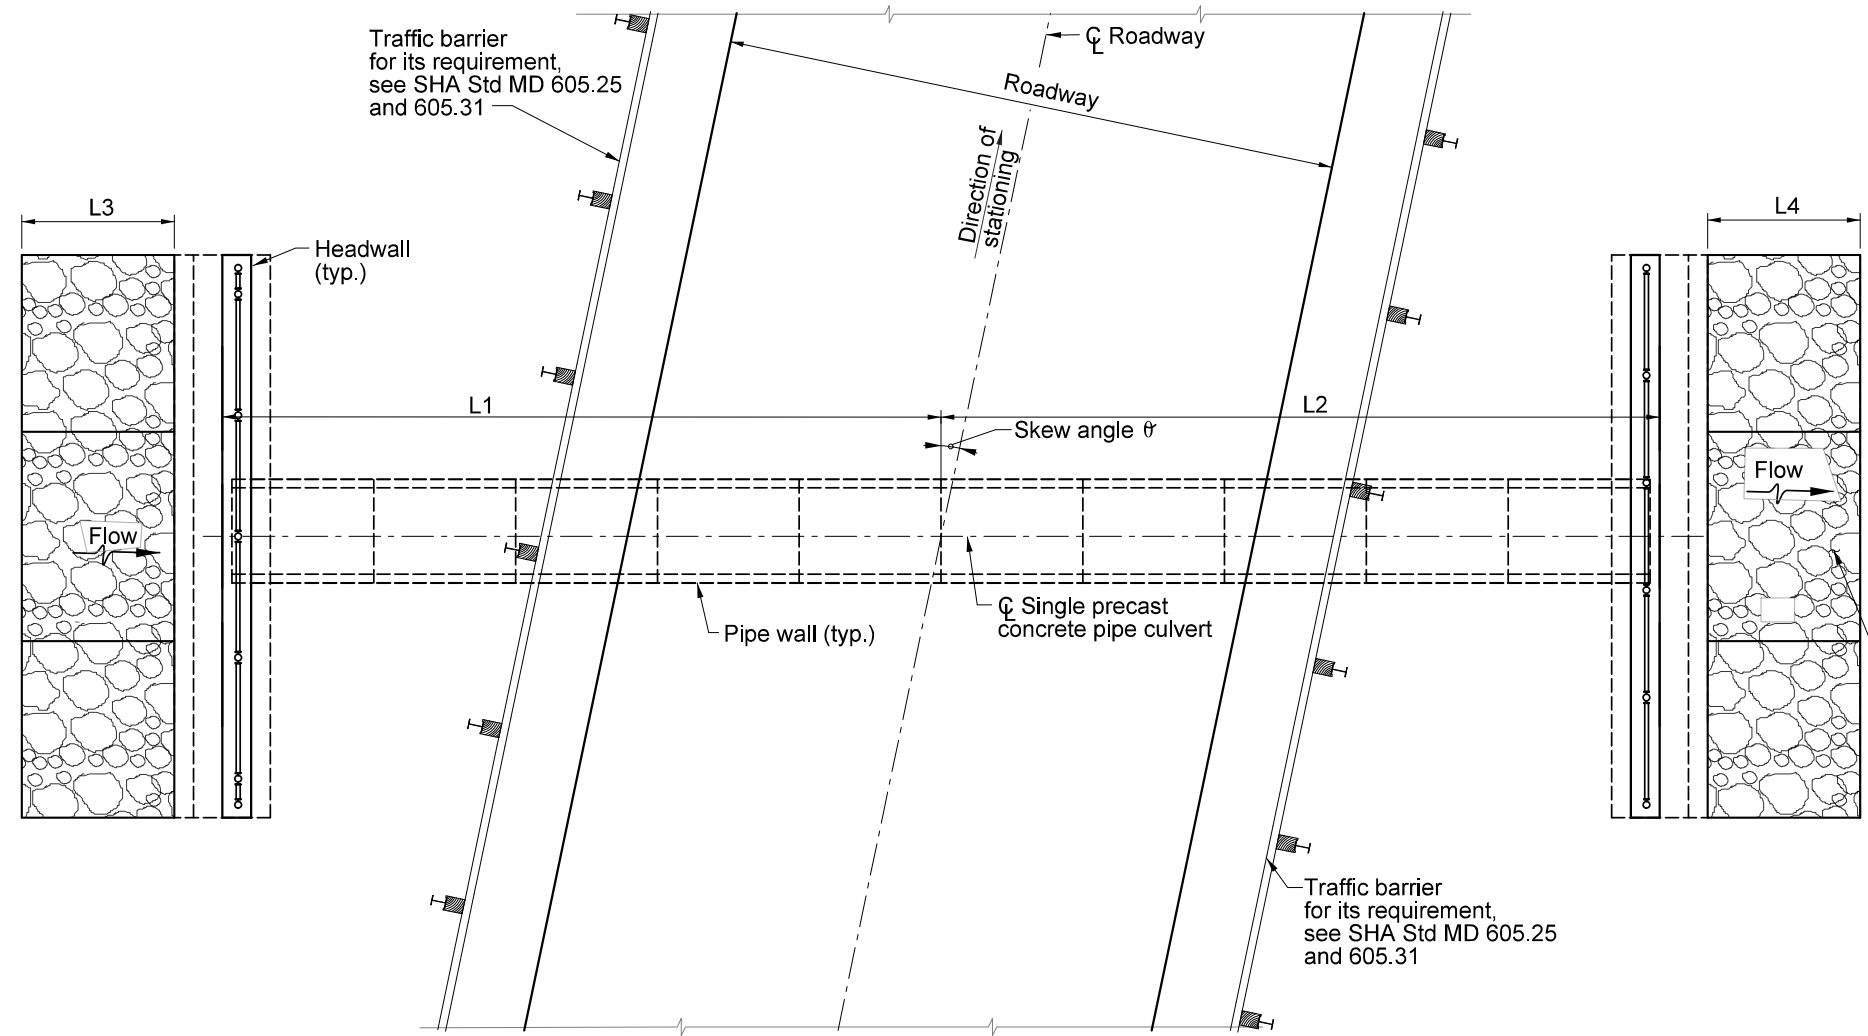 Traffic barrier
for its requirement,
see SHA Std MD 605.25
and 605.31
℄ Roadway
Roadway
Direction of
stationing
L3
Headwall
(typ.)
L4
L1
L2
Skew angle θ
Flow
Flow
℄ Single precast
concrete pipe culvert
Pipe wall (typ.)
Traffic barrier
for its requirement,
see SHA Std MD 605.25
and 605.31